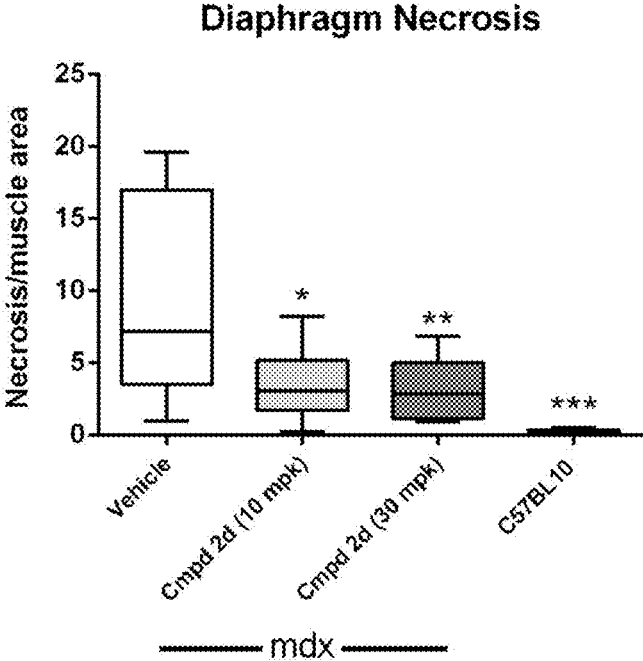 Diaphragm Necrosis
Necrosis/muscle area
25
20
15
10
5
0
*
**
***
Vehicle
Cmpd 2d (10 mpk)
Cmpd 2d (30 mpk)
C57BL10
mdx